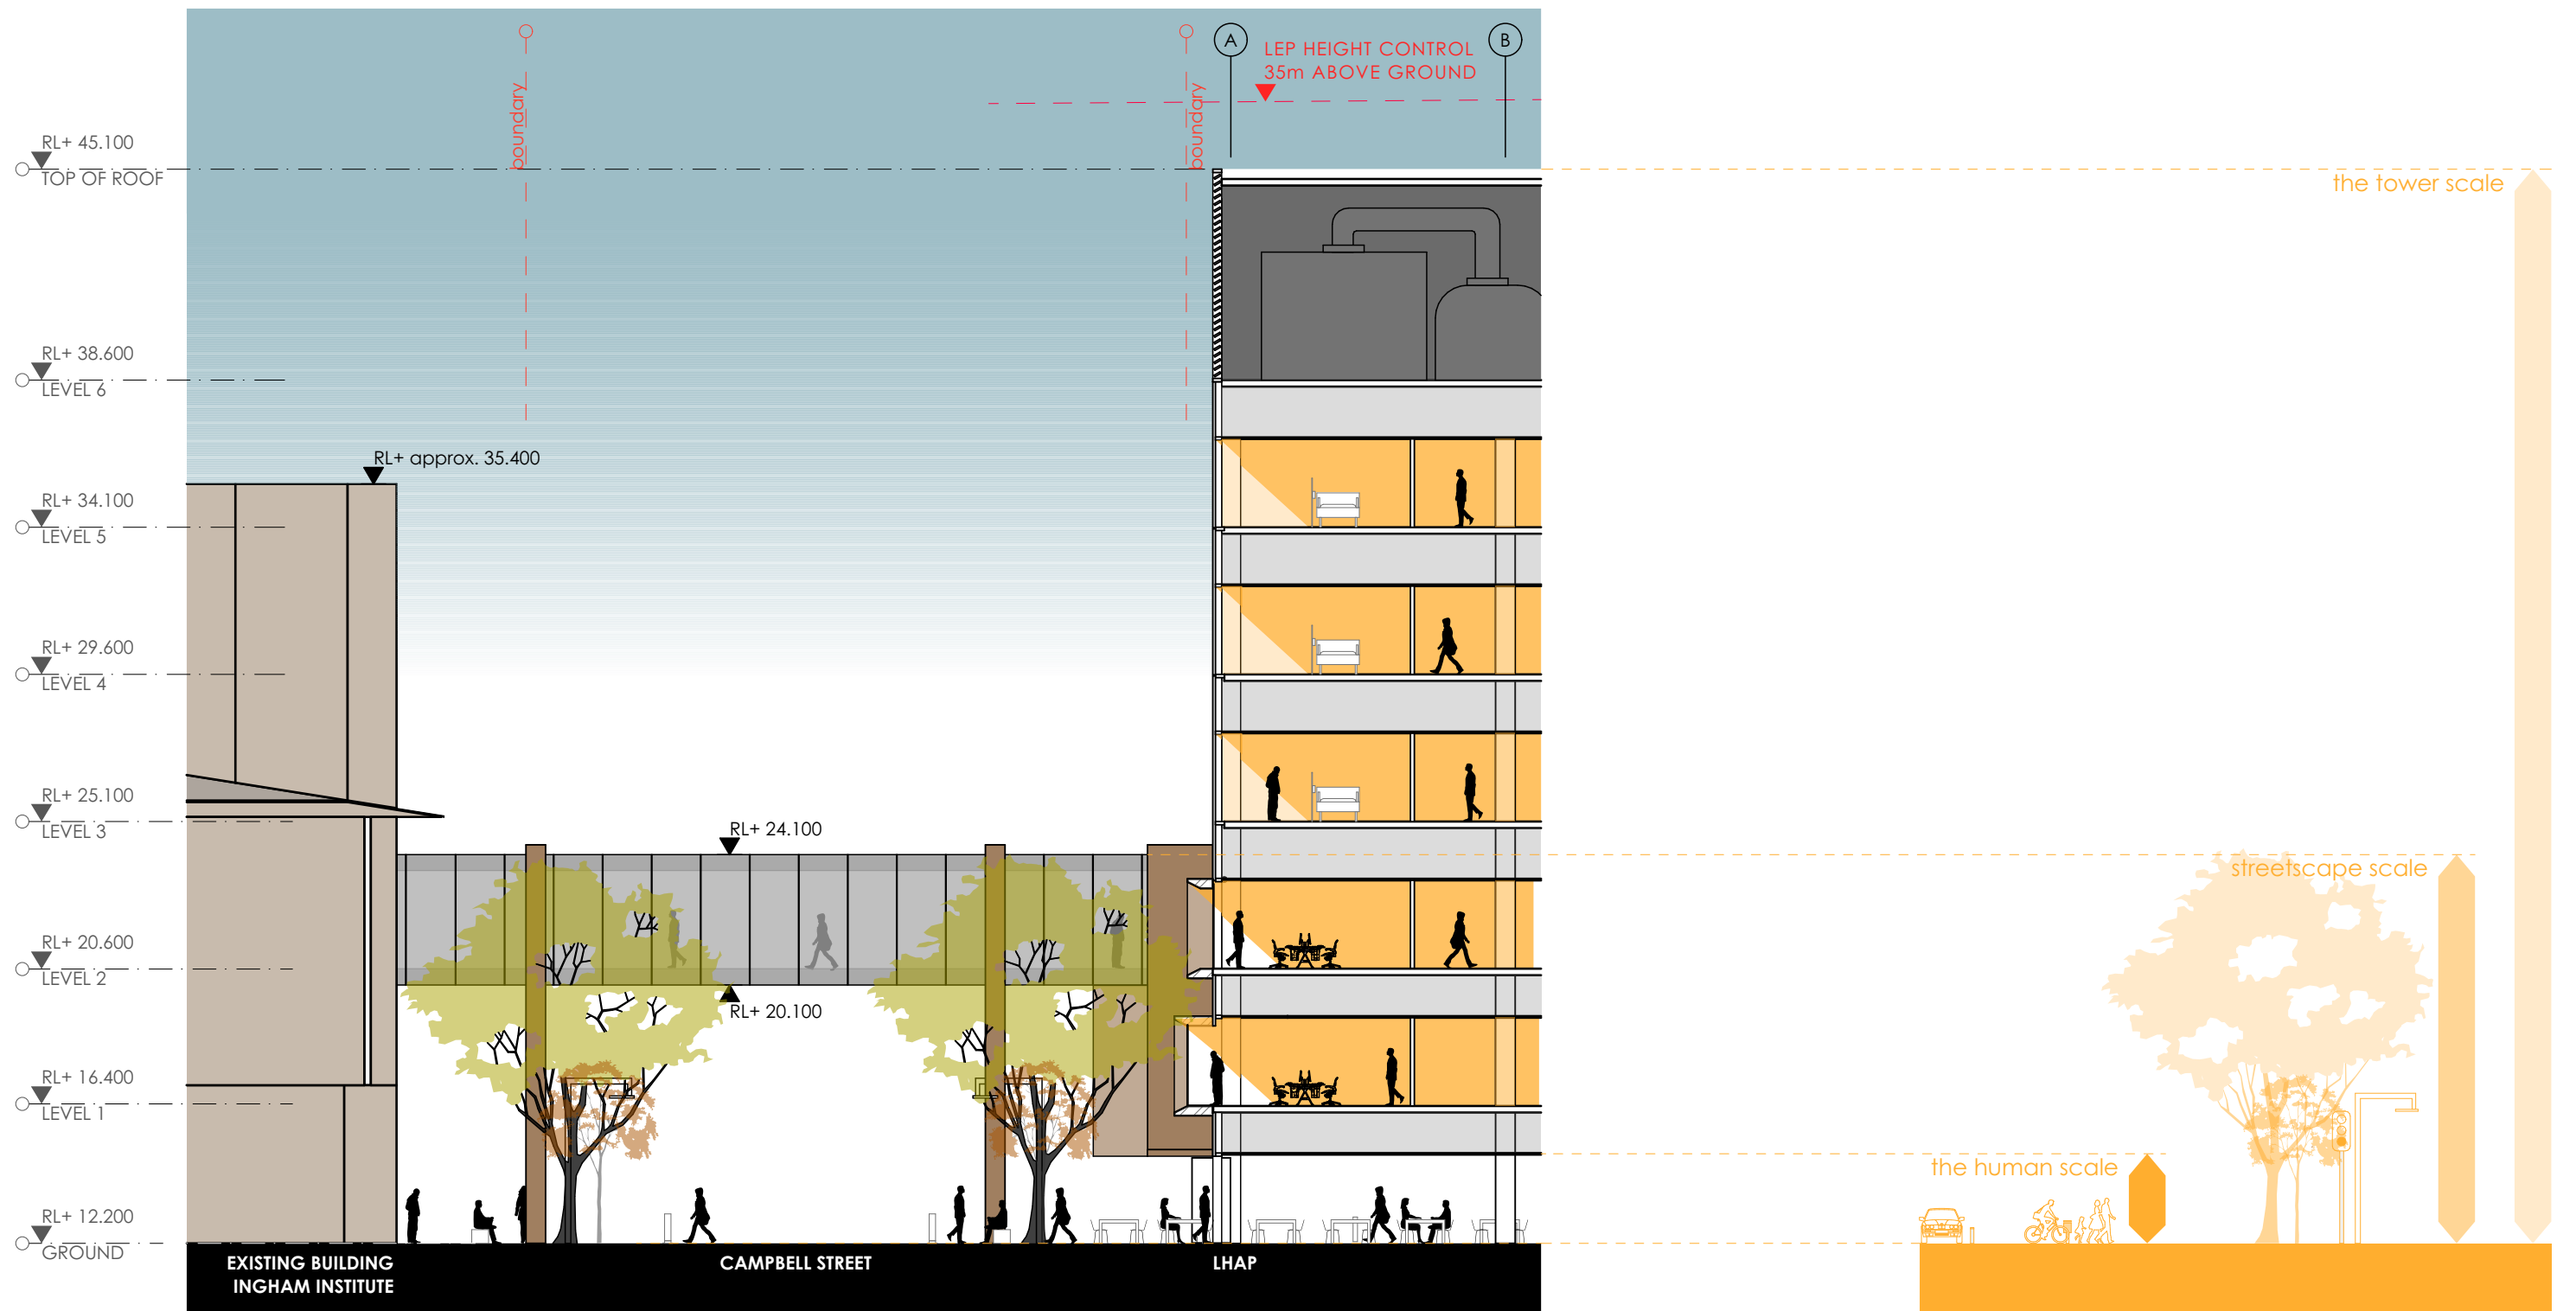 A
B
LEP HEIGHT CONTROL
35m ABOVE GROUND
boundary
boundary
RL+ 45.100
TOP OF ROOF
the tower scale
RL+ 38.600
LEVEL 6
RL+ approx. 35.400
RL+ 34.100
LEVEL 5
RL+ 29.600
LEVEL 4
RL+ 25.100
LEVEL 3
RL+ 24.100
streetscape scale
RL+ 20.600
LEVEL 2
RL+ 20.100
RL+ 16.400
LEVEL 1
the human scale
RL+ 12.200
GROUND
EXISTING BUILDING
INGHAM INSTITUTE
CAMPBELL STREET
LHAP